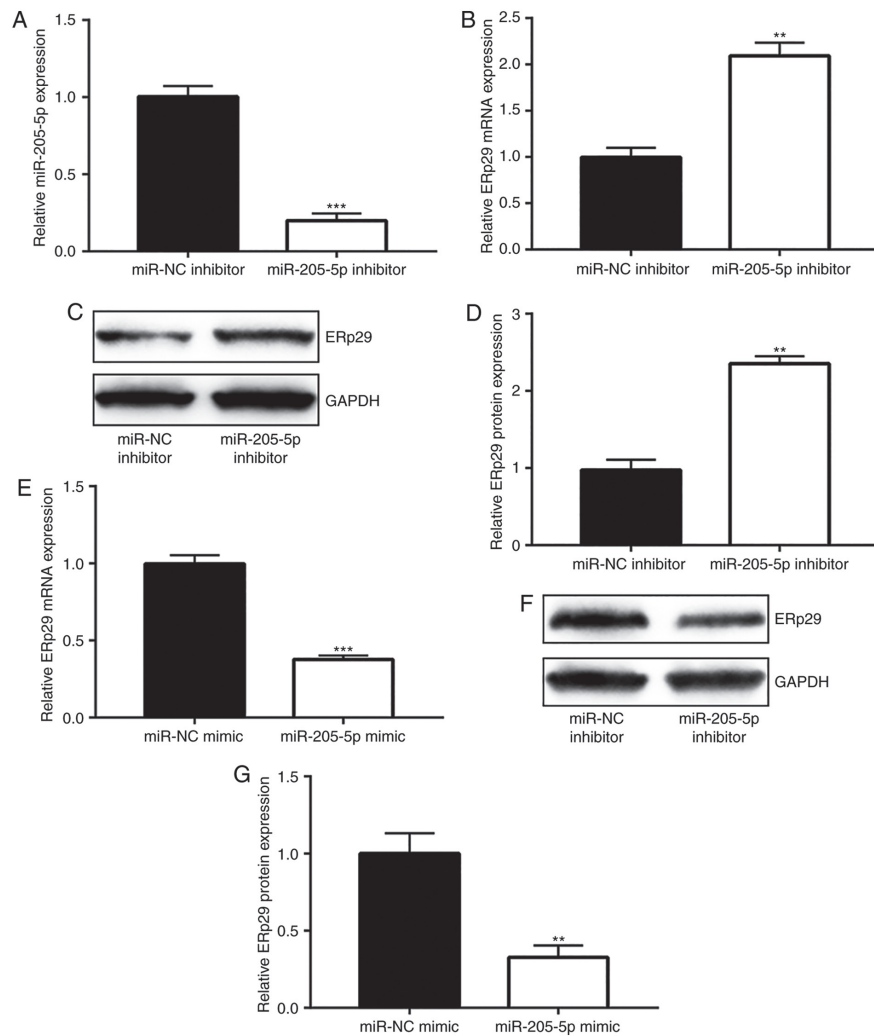 A
Relative miR-205-5p expression
1.5
1.0
0.5
0.0
***
miR-NC inhibitor
miR-205-5p inhibitor
B
Relative ERp29 mRNA expression
2.5
2.0
1.5
1.0
0.5
0.0
**
miR-NC inhibitor
miR-205-5p inhibitor
C
ERp29
GAPDH
miR-NC
inhibitor
miR-205-5p
inhibitor
D
Relative ERp29 protein expression
3
2
1
0
**
miR-NC inhibitor
miR-205-5p inhibitor
E
Relative ERp29 mRNA expression
1.5
1.0
0.5
0.0
***
miR-NC mimic
miR-205-5p mimic
F
ERp29
GAPDH
miR-NC
inhibitor
miR-205-5p
inhibitor
G
Relative ERp29 protein expression
1.5
1.0
0.5
0.0
**
miR-NC mimic
miR-205-5p mimic